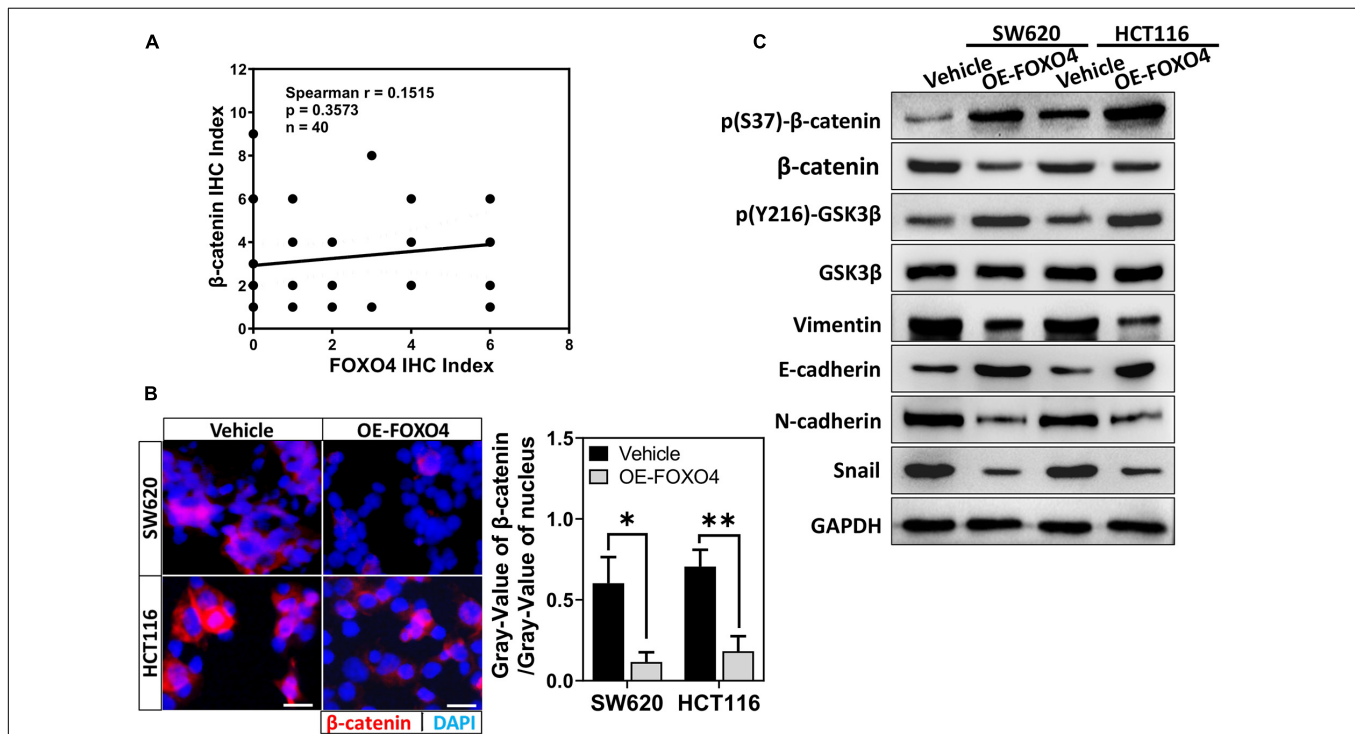 A
12
10
8
6
4
2
0
Spearman r = 0.1515
p = 0.3573
n = 40
β-catenin IHC Index
0 2 4 6 8
FOXO4 IHC Index
B
Vehicle OE-FOXO4
SW620
HCT116
β-catenin | DAPI
Gray-Value of β-catenin
/Gray-Value of nucleus
1.5
1.0
0.5
0.0
Vehicle
OE-FOXO4
* **
SW620 HCT116
C
SW620 HCT116
Vehicle OE-FOXO4 Vehicle OE-FOXO4
p(S37)-β-catenin
β-catenin
p(Y216)-GSK3β
GSK3β
Vimentin
E-cadherin
N-cadherin
Snail
GAPDH